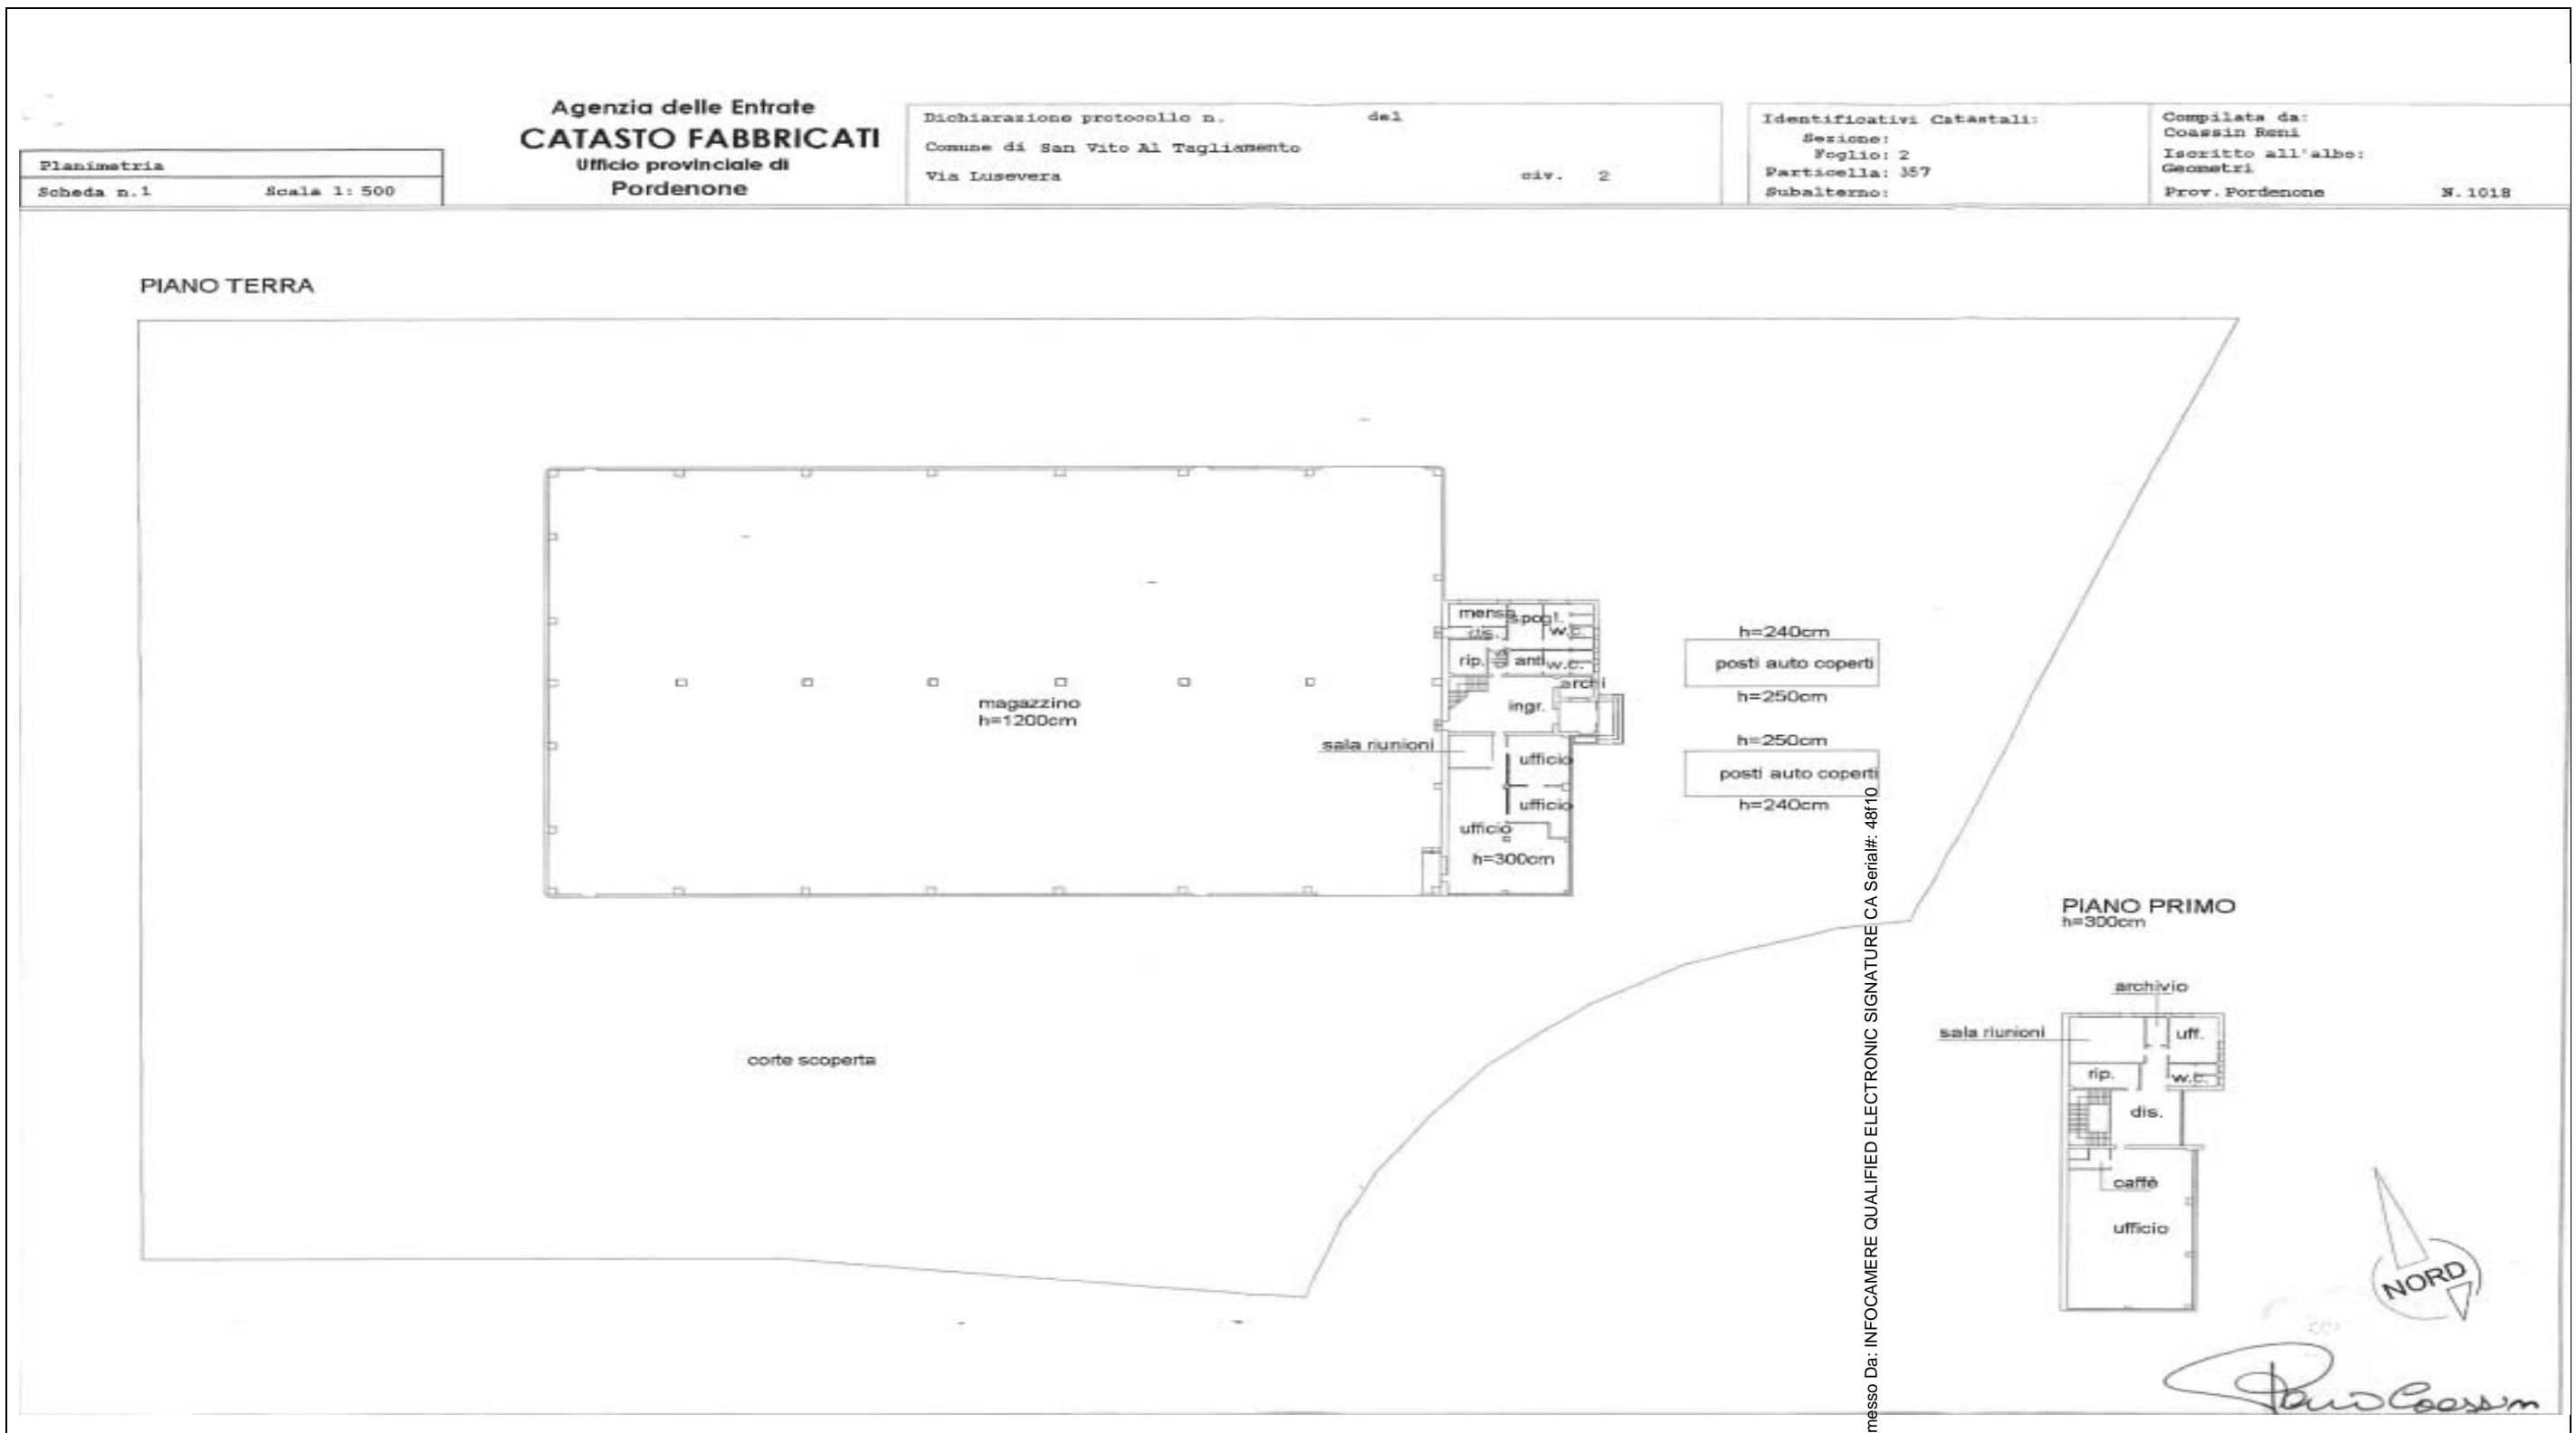 Planimetria
Scheda n.1 Scala 1: 500
Agenzia delle Entrate
CATASTO FABBRICATI
Ufficio provinciale di
Pordenone
Dichiarazione protocollo n. del
Comune di San Vito Al Tagliamento
Via Lusevera civ. 2
Identificativi Catastali:
Sezione:
Foglio: 2
Particella: 357
Subalterno:
Compilata da:
Coassin Reni
Iscritto all'albo:
Geometri
Prov. Pordenone N. 1018
PIANO TERRA
mensa
spogl.
dis.
w.c.
rip.
dis.
anti
w.c.
archi
ingr.
magazzino
h=1200cm
sala riunioni
ufficio
ufficio
ufficio
h=300cm
h=240cm
posti auto coperti
h=250cm
h=250cm
posti auto coperti
h=240cm
corte scoperta
PIANO PRIMO
h=300cm
archivio
sala riunioni
uff.
rip.
w.c.
dis.
caffè
ufficio
NORD
messo Da: INFOCAMERE QUALIFIED ELECTRONIC SIGNATURE CA Serial#: 48f10